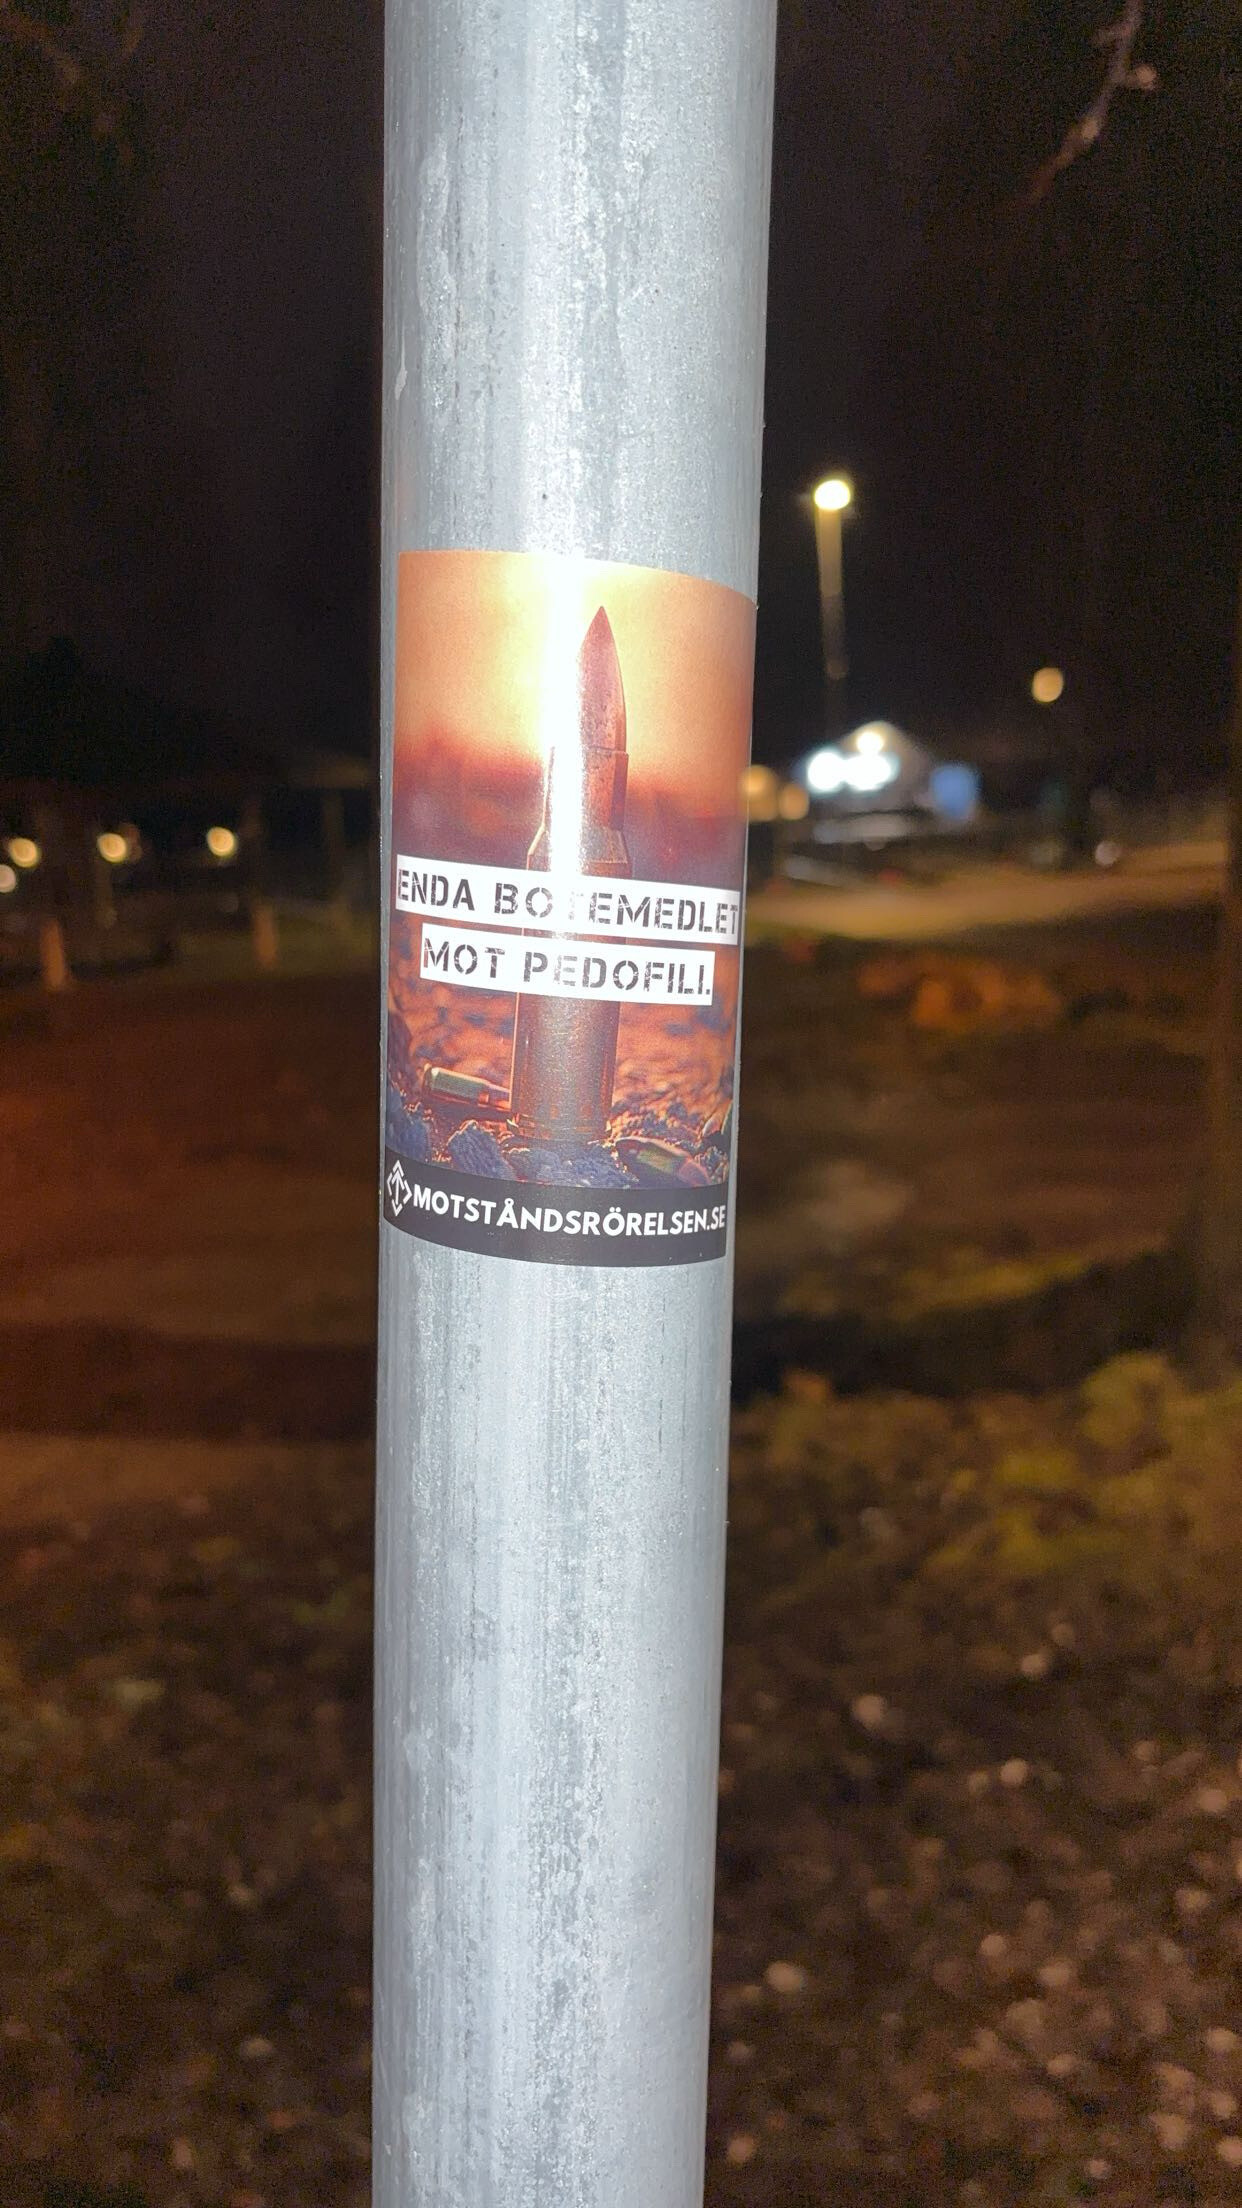 ENDA BOTEMEDLET
MOT PEDOFILI.
MOTSTÅNDSRÖRELSEN.SE